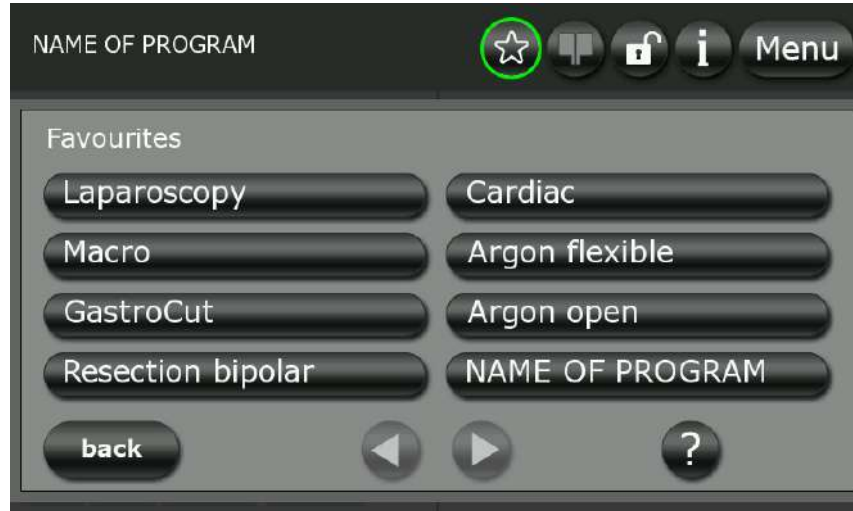 NAME OF PROGRAM
i
Menu
Favourites
Laparoscopy
Cardiac
Macro
Argon flexible
GastroCut
Argon open
Resection bipolar
NAME OF PROGRAM
back
?